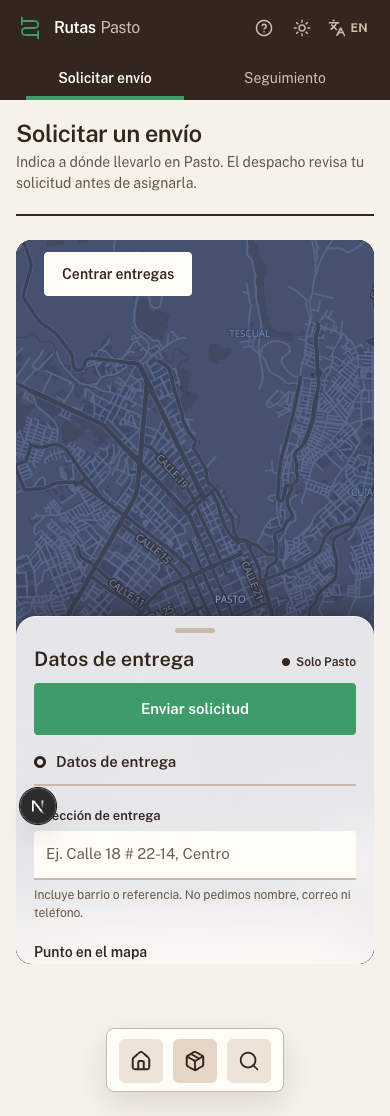 Rutas Pasto
EN
Solicitar envío
Seguimiento
Solicitar un envío
Indica a dónde llevarlo en Pasto. El despacho revisa tu
solicitud antes de asignarla.
Centrar entregas
TESCUAL
CALLE 19
CALLE 15
CALLE 11
CALLE 21
PASTO
Datos de entrega
Solo Pasto
Enviar solicitud
Datos de entrega
N
ección de entrega
Ej. Calle 18 # 22-14, Centro
Incluye barrio o referencia. No pedimos nombre, correo ni
teléfono.
Punto en el mapa